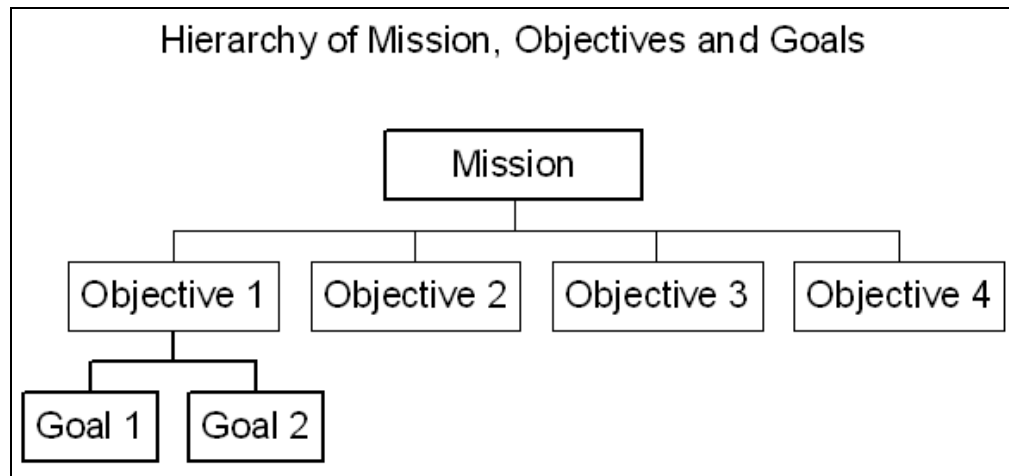 Hierarchy of Mission, Objectives and Goals
Mission
Objective 1
Objective 2
Objective 3
Objective 4
Goal 1
Goal 2